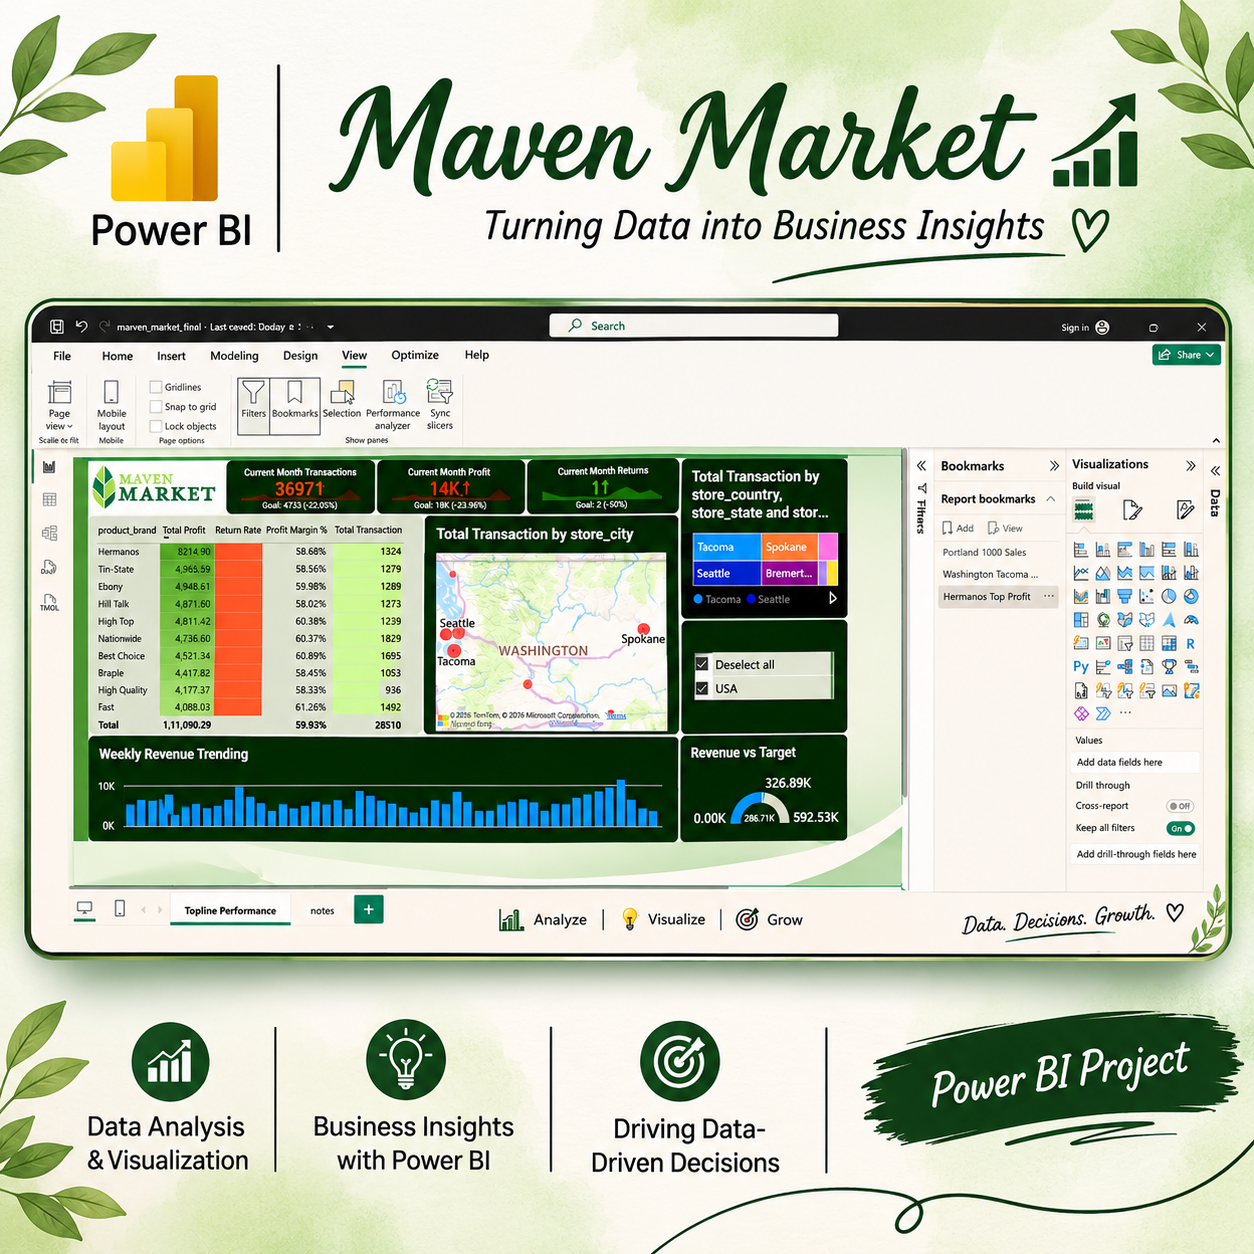 Power BI
Maven Market
Turning Data into Business Insights
marven_market_final · Last
Search
Sign in
File Home Insert Modeling Design View Optimize Help
Share
Page view
Mobile layout
Gridlines
Snap to grid
Lock objects
Filters
Bookmarks
Selection
Performance analyzer
Sync slicers
Mobile
Page options
Show panes
MAVEN
MARKET
Current Month Transactions
36971
Goal: 4733 (-22.05%)
Current Month Profit
14K↑
Goal: 18K (-23.96%)
Current Month Returns
1↑
Goal: 2 (-50%)
Total Transaction by
store_country,
store_state and stor...
Tacoma Spokane
Seattle Bremert...
Tacoma Seattle
product_brand Total Profit Return Rate Profit Margin % Total Transaction
Hermanos 8214.90 58.68% 1324
Tin-State 4,965.59 58.56% 1279
Ebony 4,948.61 59.98% 1289
Hill Talk 4,871.60 58.02% 1273
High Top 4,811.42 60.38% 1239
Nationwide 4,736.60 60.37% 1829
Best Choice 4,521.34 60.89% 1695
Braple 4,417.82 58.45% 1053
High Quality 4,177.37 58.33% 936
Fast 4,088.03 61.26% 1492
Total 1,11,090.29 59.93% 28510
Total Transaction by store_city
Seattle
Tacoma
WASHINGTON
Spokane
© 2026 TomTom, © 2026 Microsoft Corporation,
Deselect all
USA
Weekly Revenue Trending
10K
0K
Revenue vs Target
326.89K
0.00K 286.71K 592.53K
Bookmarks
Report bookmarks
Add View
Portland 1000 Sales
Washington Tacoma ...
Hermanos Top Profit ...
Visualizations
Build visual
Data
R
Py
...
Values
Add data fields here
Drill through
Cross-report Off
Keep all filters
Add drill-through fields here
TMOL
Topline Performance notes +
Analyze | Visualize | Grow
Data. Decisions. Growth.
Data Analysis
& Visualization
Business Insights
with Power BI
Driving Data-
Driven Decisions
Power BI Project